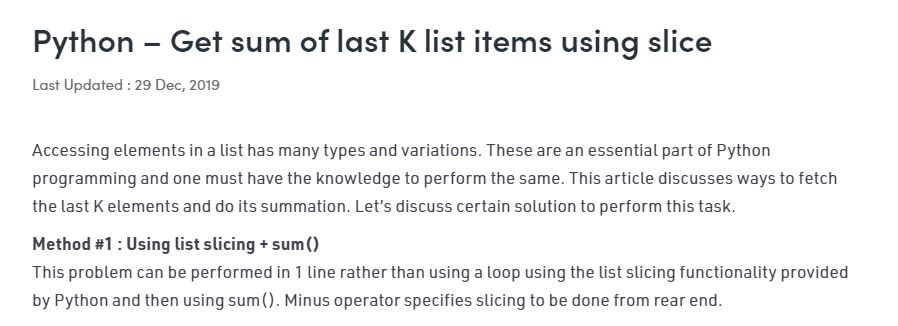 Python – Get sum of last K list items using slice
Last Updated : 29 Dec, 2019
Accessing elements in a list has many types and variations. These are an essential part of Python
programming and one must have the knowledge to perform the same. This article discusses ways to fetch
the last K elements and do its summation. Let’s discuss certain solution to perform this task.
Method #1 : Using list slicing + sum()
This problem can be performed in 1 line rather than using a loop using the list slicing functionality provided
by Python and then using sum(). Minus operator specifies slicing to be done from rear end.